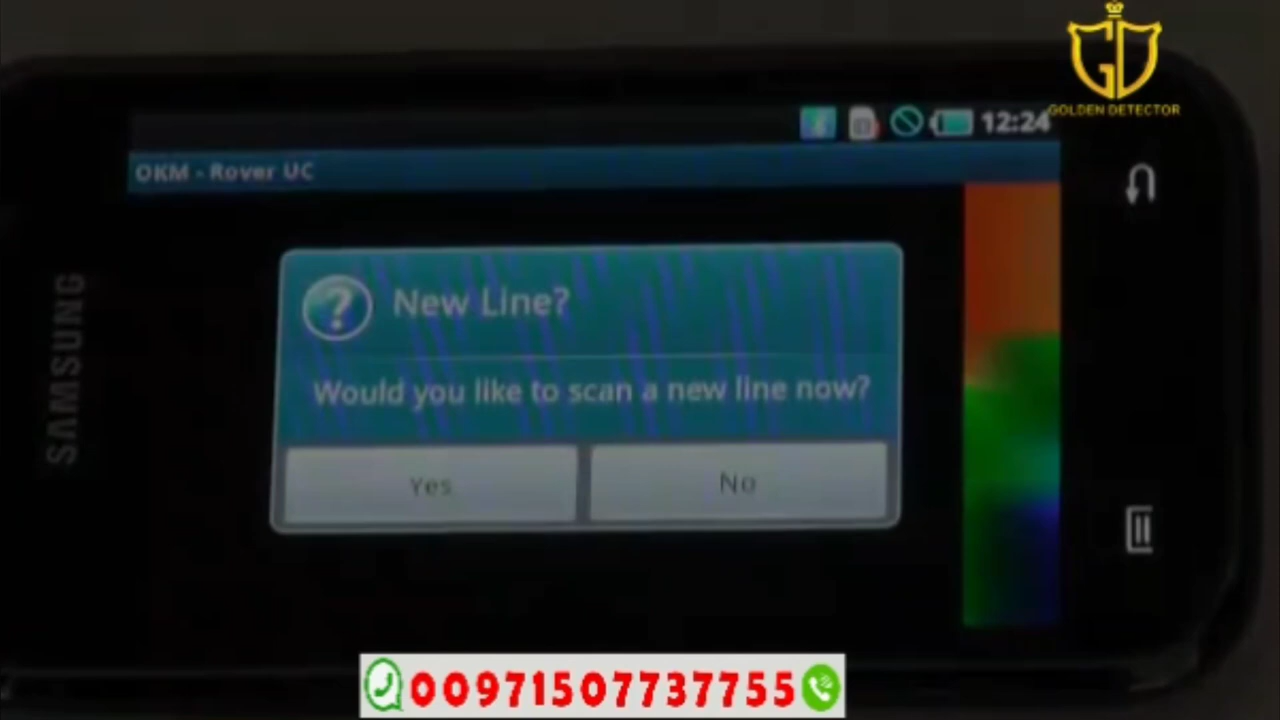 GD
GOLDEN DETECTOR
12:24
OKM - Rover UC
SAMSUNG
New Line?
Would you like to scan a new line now?
Yes
No
00971507737755